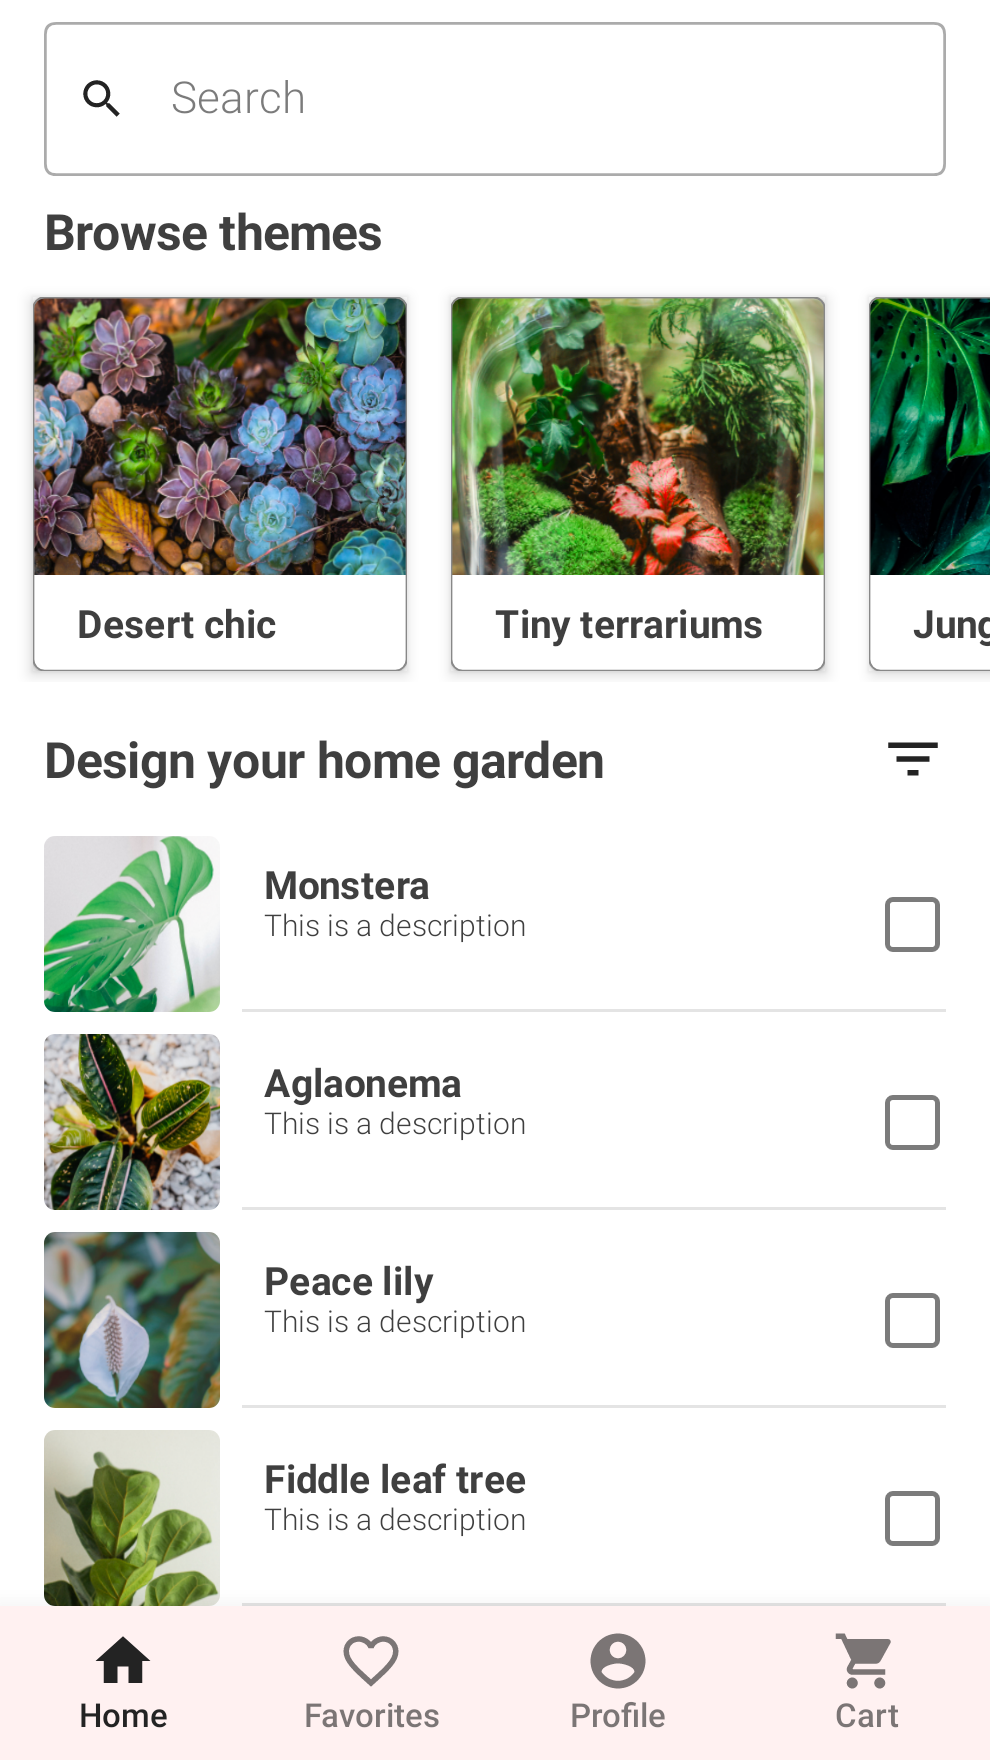 Search
Browse themes
Desert chic
Tiny terrariums
Design your home garden
Monstera
This is a description
Aglaonema
This is a description
Peace lily
This is a description
Fiddle leaf tree
This is a description
Home
Favorites
Profile
Cart